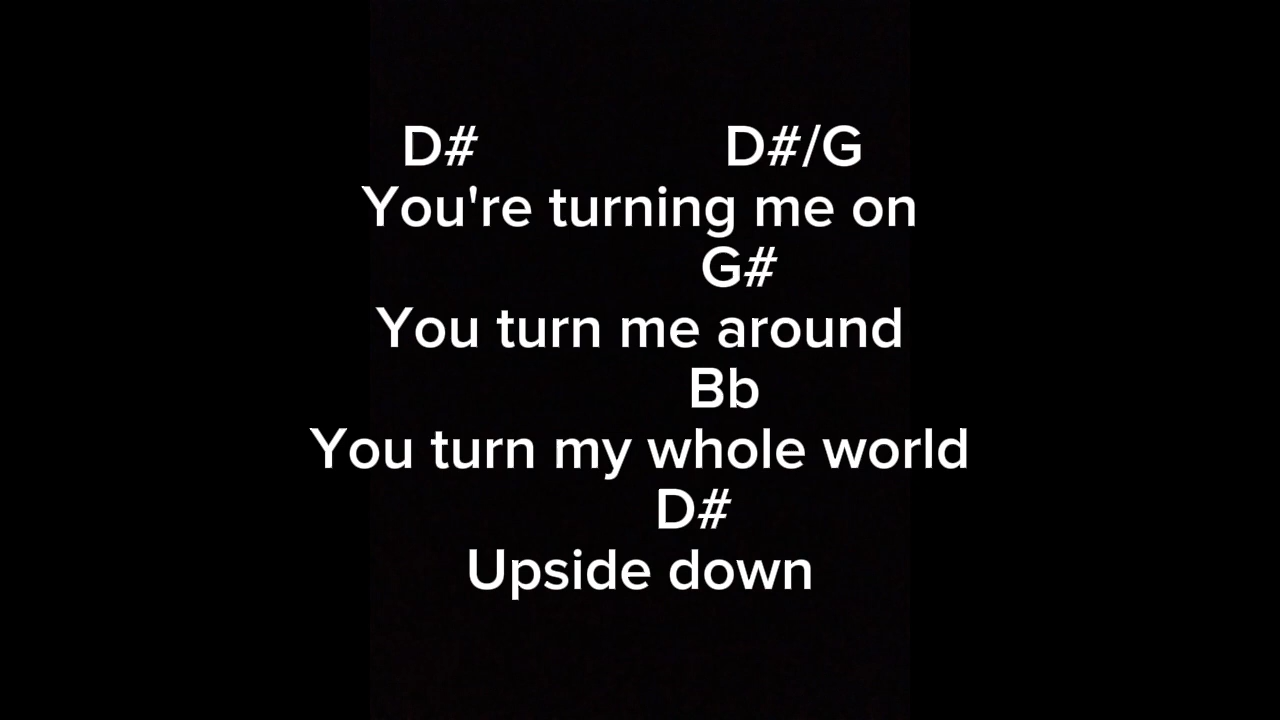 D# D#/G
You're turning me on
G#
You turn me around
Bb
You turn my whole world
D#
Upside down